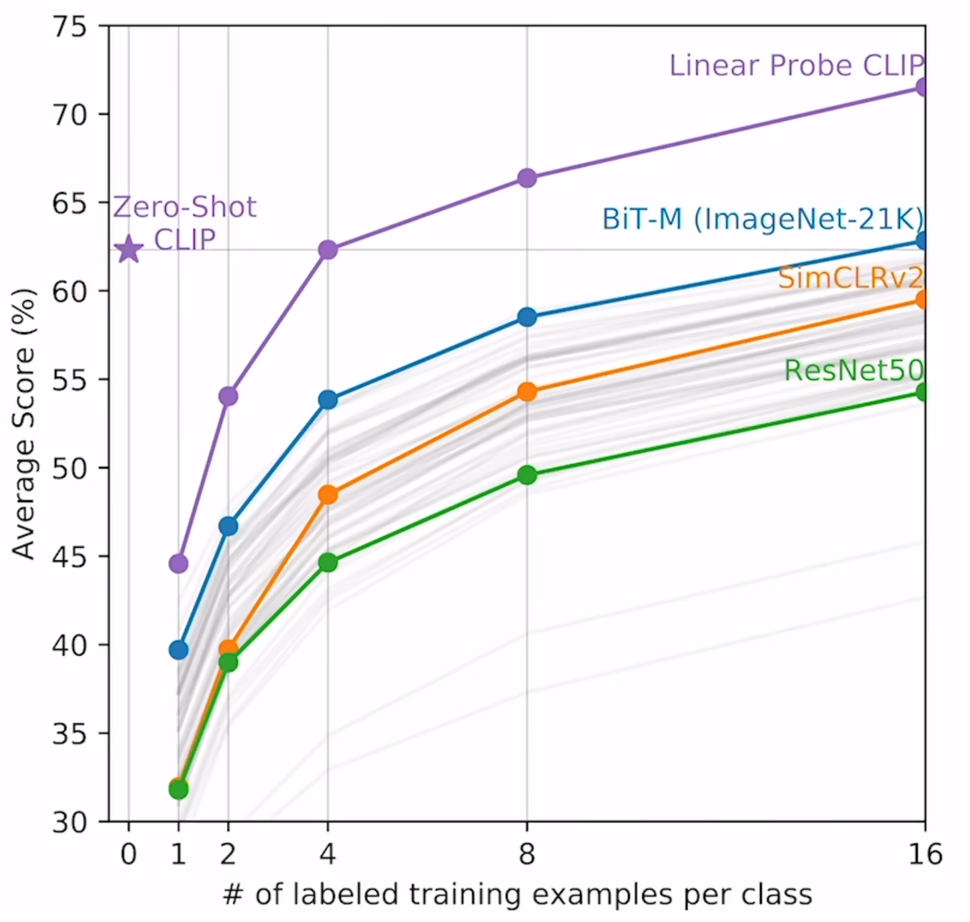 75
70
65
60
55
50
45
40
35
30
Average Score (%)
Linear Probe CLIP
Zero-Shot
CLIP
BiT-M (ImageNet-21K)
SimCLRv2
ResNet50
0 1 2 4 8 16
# of labeled training examples per class